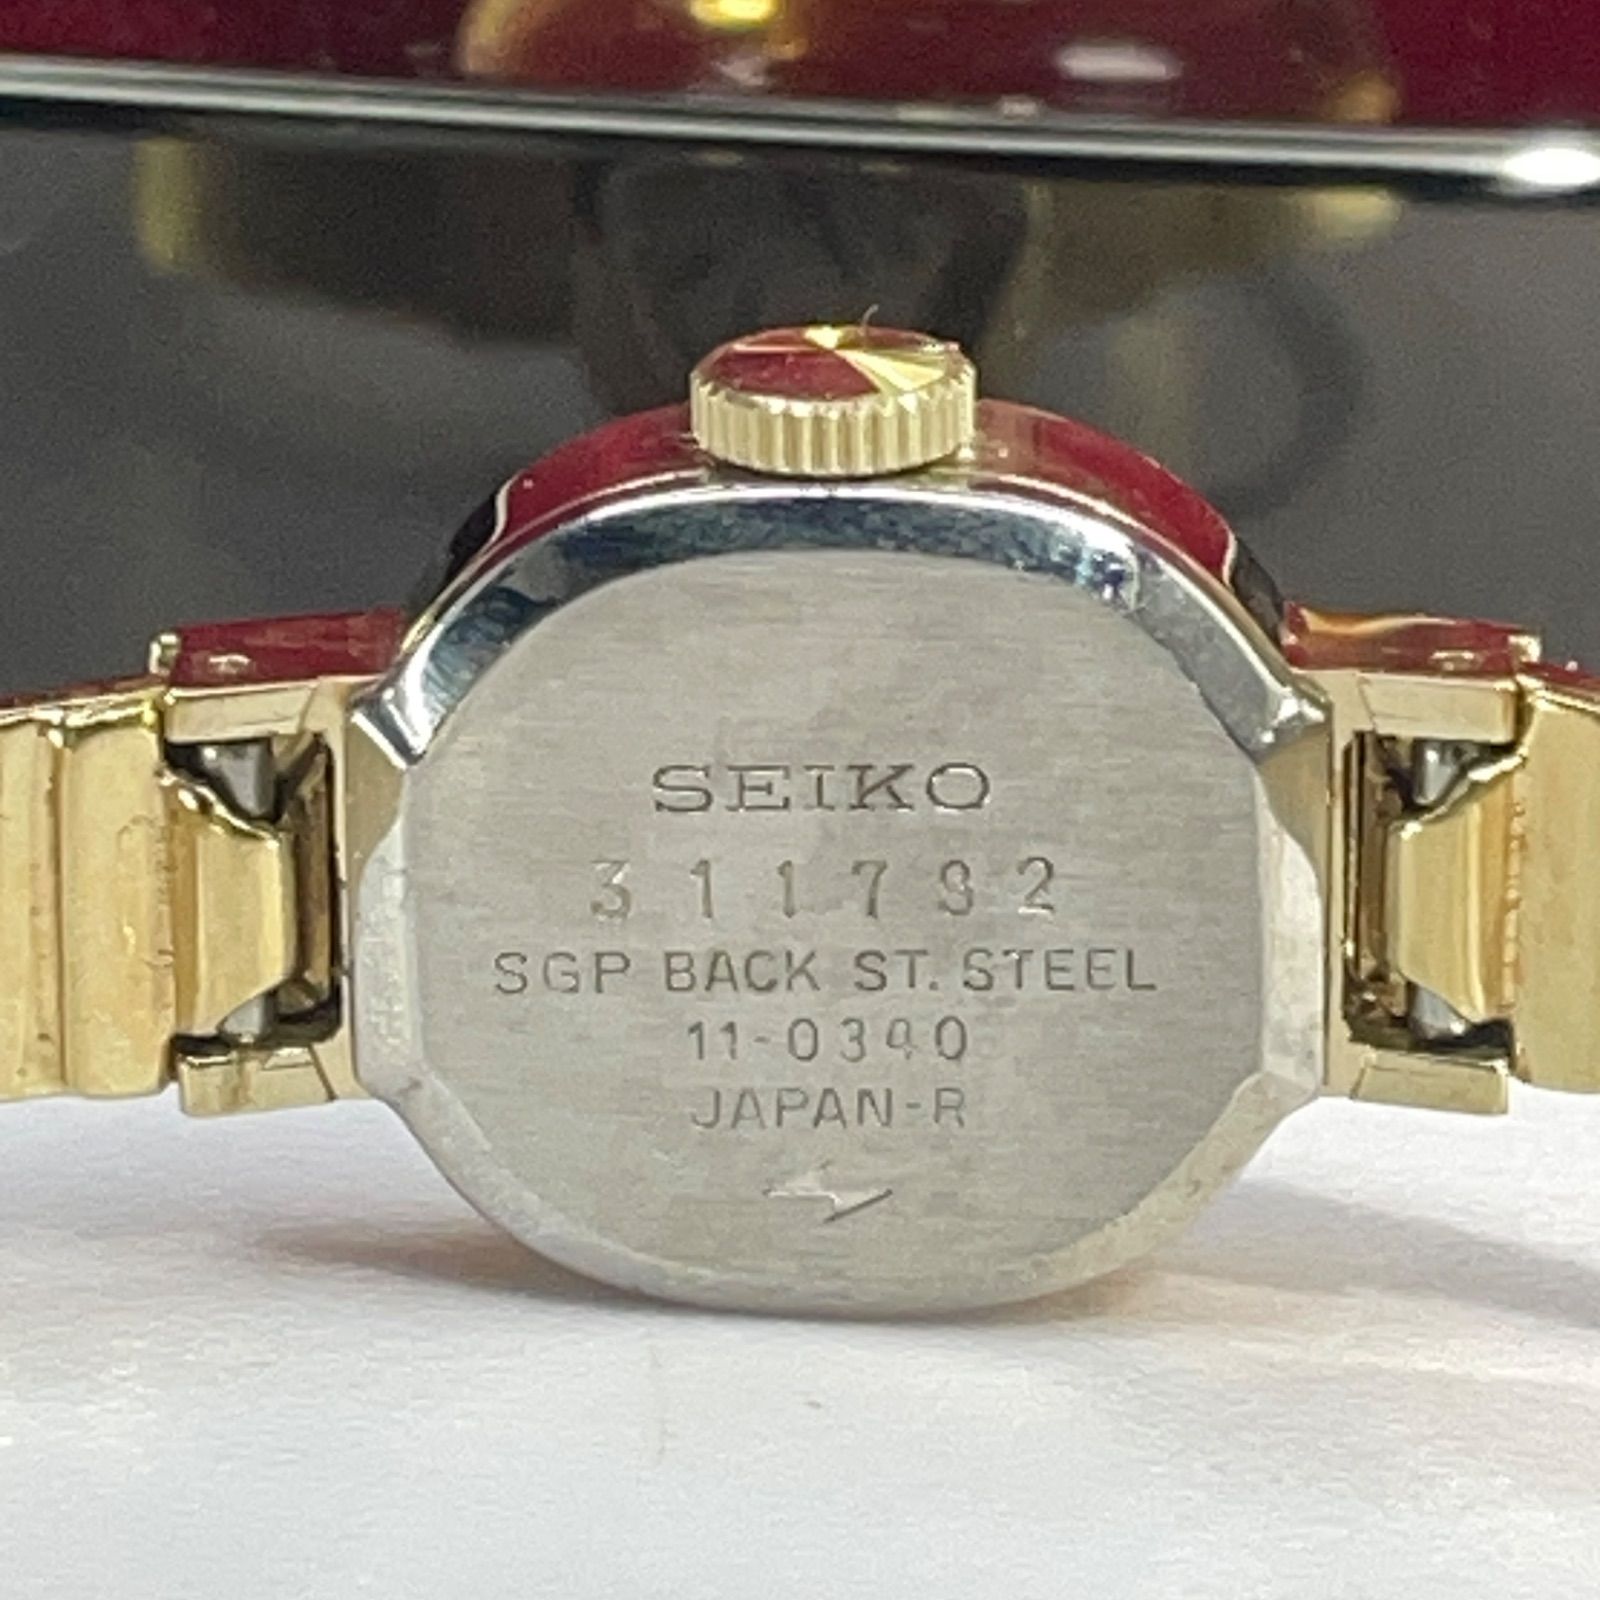 SEIKO
311792
SGP BACK ST. STEEL
11-0340
JAPAN-R